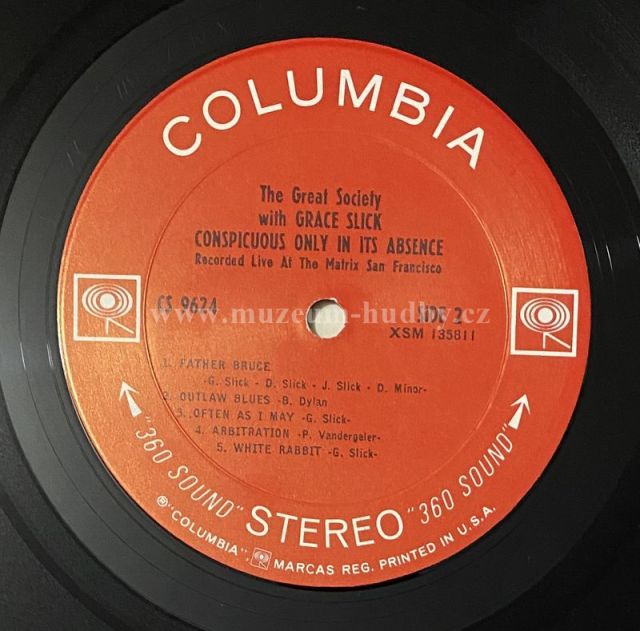 COLUMBIA
The Great Society
with GRACE SLICK
CONSPICUOUS ONLY IN ITS ABSENCE
Recorded Live At The Matrix San Francisco
CS 9624
SIDE 2
www.muzeum-hudby.cz
XSM 135811
1. FATHER BRUCE
-G. Slick - D. Slick - J. Slick - D. Minor-
2. OUTLAW BLUES -B. Dylan
3. OFTEN AS I MAY -G. Slick-
4. ARBITRATION -P. Vandergeler-
5. WHITE RABBIT -G. Slick-
"360 SOUND" STEREO "360 SOUND"
℗"COLUMBIA", MARCAS REG. PRINTED IN U.S.A.